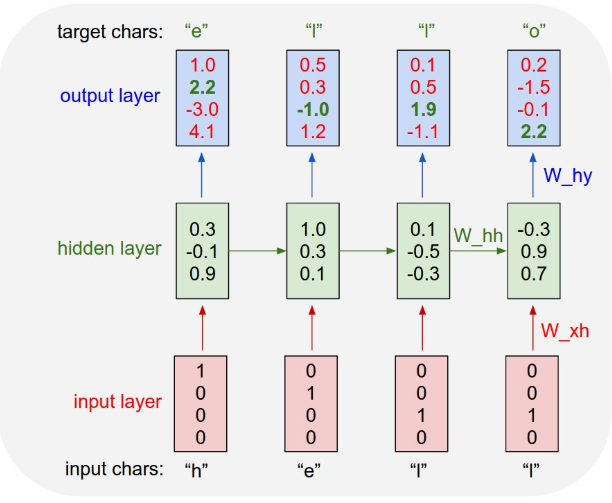 target chars: “e” “l” “l” “o”
output layer
1.0 0.5 0.1 0.2
2.2 0.3 0.5 -1.5
-3.0 -1.0 1.9 -0.1
4.1 1.2 -1.1 2.2
W_hy
hidden layer
0.3 1.0 0.1 -0.3
-0.1 0.3 -0.5 0.9
0.9 0.1 -0.3 0.7
W_hh
W_xh
input layer
1 0 0 0
0 1 0 0
0 0 1 1
0 0 0 0
input chars: “h” “e” “l” “l”